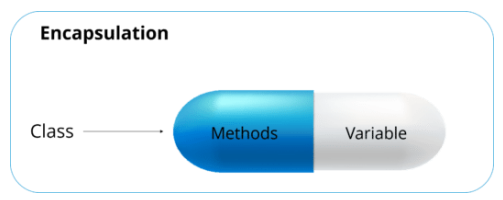 Encapsulation
Class
Methods
Variable